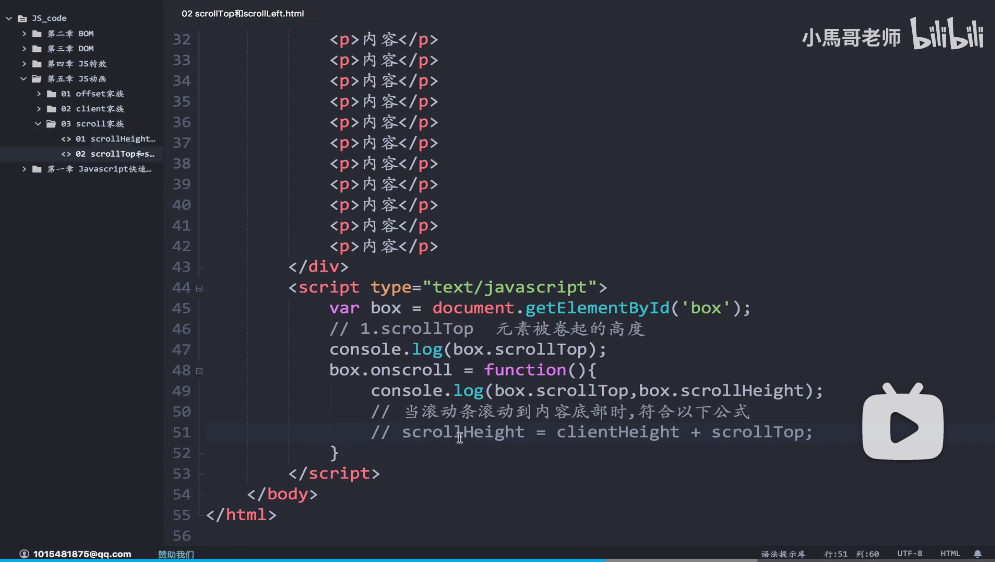 02 scrollTop和scrollLeft.html
小馬哥老师 bilibili
JS_code
第二章 BOM
第三章 DOM
第四章 JS特效
第五章 JS动画
01 offset家族
02 client家族
03 scroll家族
<> 01 scrollHeight…
<> 02 scrollTop和s…
第一章 Javascript快速…
32 <p>内容</p>
33 <p>内容</p>
34 <p>内容</p>
35 <p>内容</p>
36 <p>内容</p>
37 <p>内容</p>
38 <p>内容</p>
39 <p>内容</p>
40 <p>内容</p>
41 <p>内容</p>
42 <p>内容</p>
43 </div>
44 <script type="text/javascript">
45 var box = document.getElementById('box');
46 // 1.scrollTop 元素被卷起的高度
47 console.log(box.scrollTop);
48 box.onscroll = function(){
49 console.log(box.scrollTop,box.scrollHeight);
50 // 当滚动条滚动到内容底部时,符合以下公式
51 // scrollHeight = clientHeight + scrollTop;
52 }
53 </script>
54 </body>
55 </html>
56
1015481875@qq.com 赞助我们 语法提示库 行:51 列:60 UTF-8 HTML